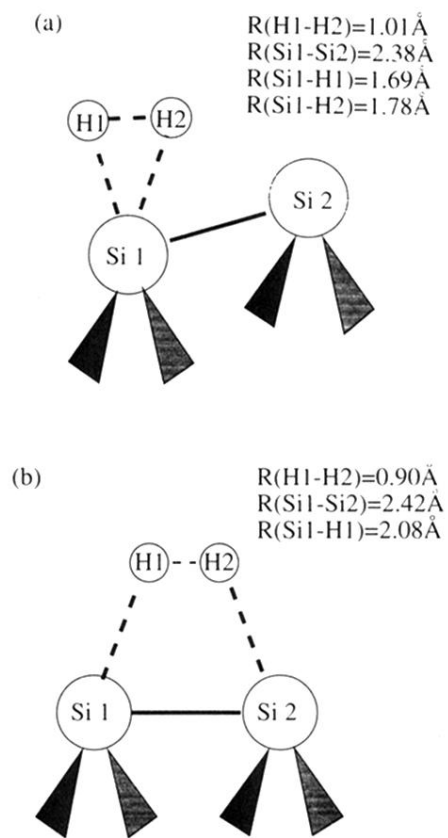 (a)
R(H1-H2)=1.01Å
R(Si1-Si2)=2.38Å
R(Si1-H1)=1.69Å
R(Si1-H2)=1.78Å
H1 H2
Si 1
Si 2
(b)
R(H1-H2)=0.90Å
R(Si1-Si2)=2.42Å
R(Si1-H1)=2.08Å
H1 H2
Si 1 Si 2